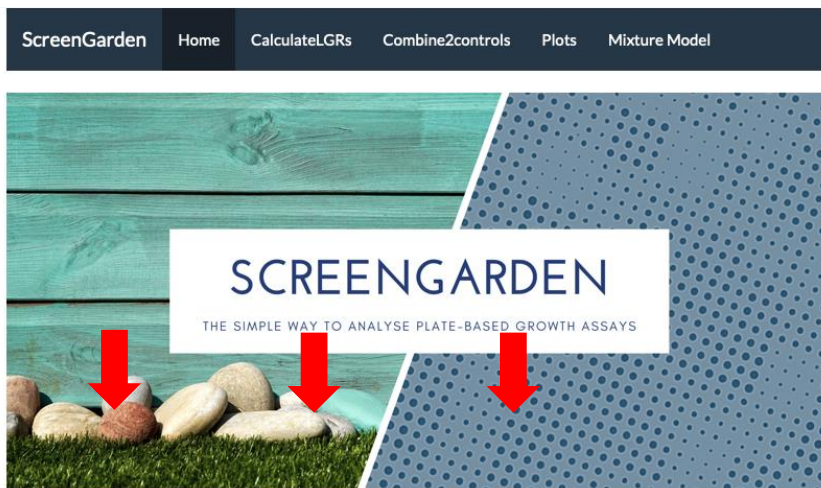 ScreenGarden Home CalculateLGRs Combine2controls Plots Mixture Model
SCREENGARDEN
THE SIMPLE WAY TO ANALYSE PLATE-BASED GROWTH ASSAYS